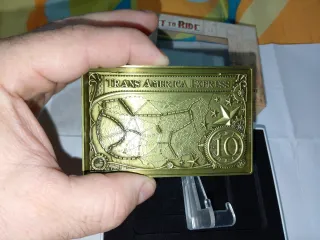 T TO RIDE
TRANS AMERICA EXPRESS
10